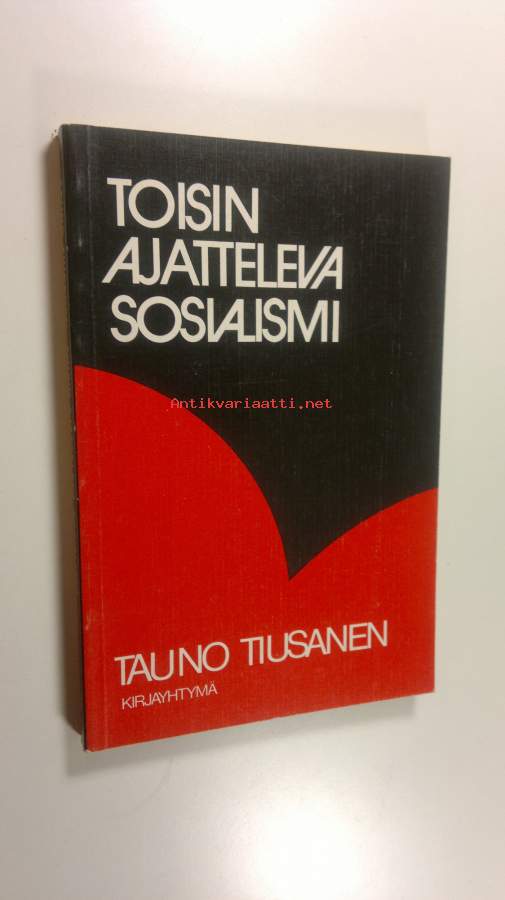 TOISIN
AJATTELEVA
SOSIALISMI
Antikvariaatti.net
TAUNO TIUSANEN
KIRJAYHTYMÄ